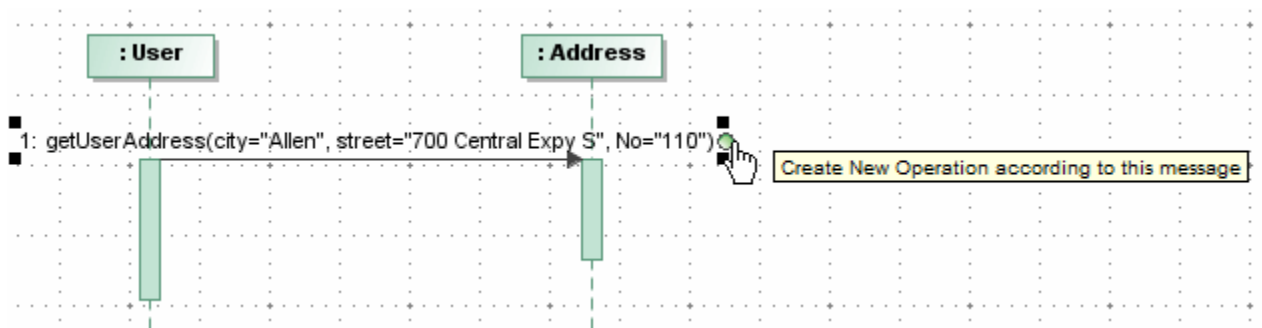 : User
: Address
1: getUserAddress(city="Allen", street="700 Central Expy S", No="110")
Create New Operation according to this message